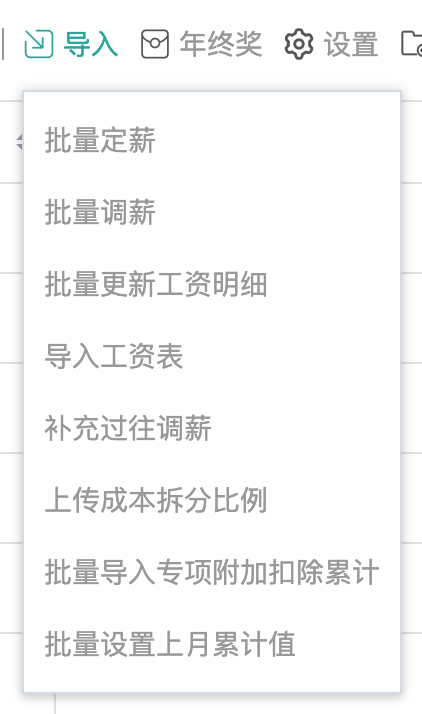 导入 年终奖 设置
批量定薪
批量调薪
批量更新工资明细
导入工资表
补充过往调薪
上传成本拆分比例
批量导入专项附加扣除累计
批量设置上月累计值